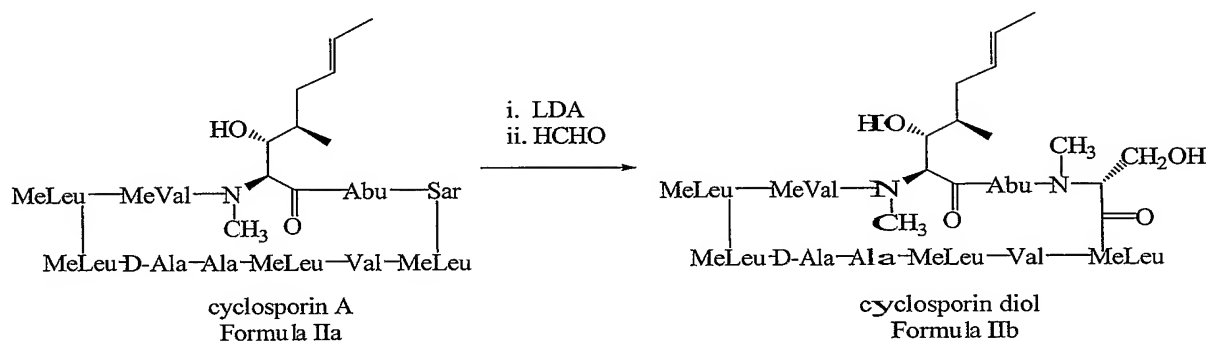 HO
i. LDA
ii. HCHO
HO
CH₃
CH₂OH
MeLeu—MeVal—N
Abu—Sar
MeLeu—MeVal—N
Abu—N
CH₃
O
CH₃
O
O
MeLeu-D-Ala—Ala—MeLeu—Val—MeLeu
MeLeu-D-Ala—Ala—MeLeu—Val—MeLeu
cyclosporin A
Formula IIa
cyclosporin diol
Formula IIb